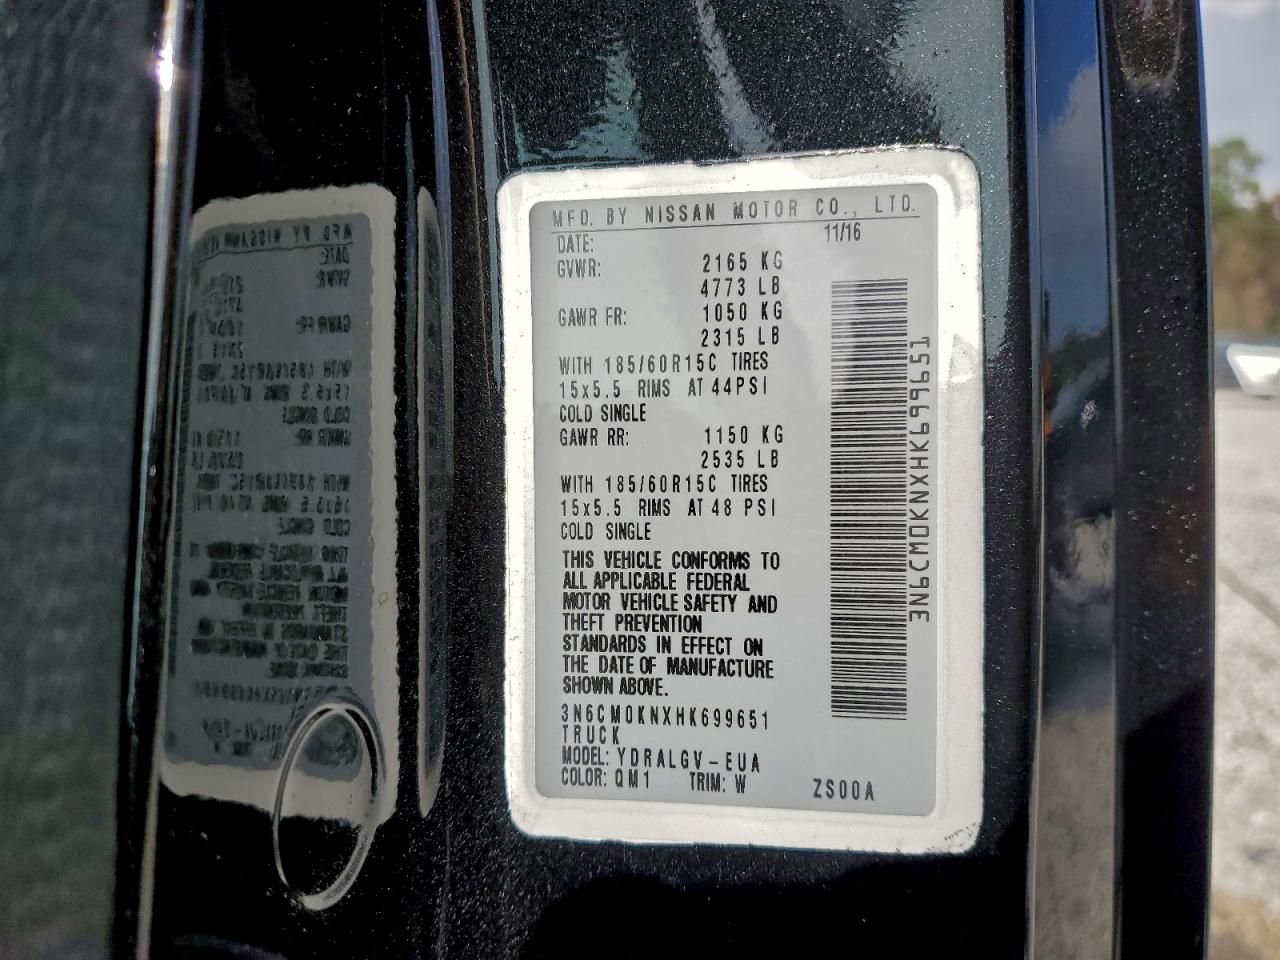 MFD. BY NISSAN MOTOR CO., LTD.
DATE: 11/16
GVWR: 2165 KG
4773 LB
GAWR FR: 1050 KG
2315 LB
WITH 185/60R15C TIRES
15x5.5 RIMS AT 44PSI
COLD SINGLE
GAWR RR: 1150 KG
2535 LB
WITH 185/60R15C TIRES
15x5.5 RIMS AT 48 PSI
COLD SINGLE
THIS VEHICLE CONFORMS TO
ALL APPLICABLE FEDERAL
MOTOR VEHICLE SAFETY AND
THEFT PREVENTION
STANDARDS IN EFFECT ON
THE DATE OF MANUFACTURE
SHOWN ABOVE.
3N6CM0KNXHK699651
TRUCK
MODEL: YDRALGV-EUA
COLOR: QM1 TRIM: W ZS00A
3N6CM0KNXHK699651